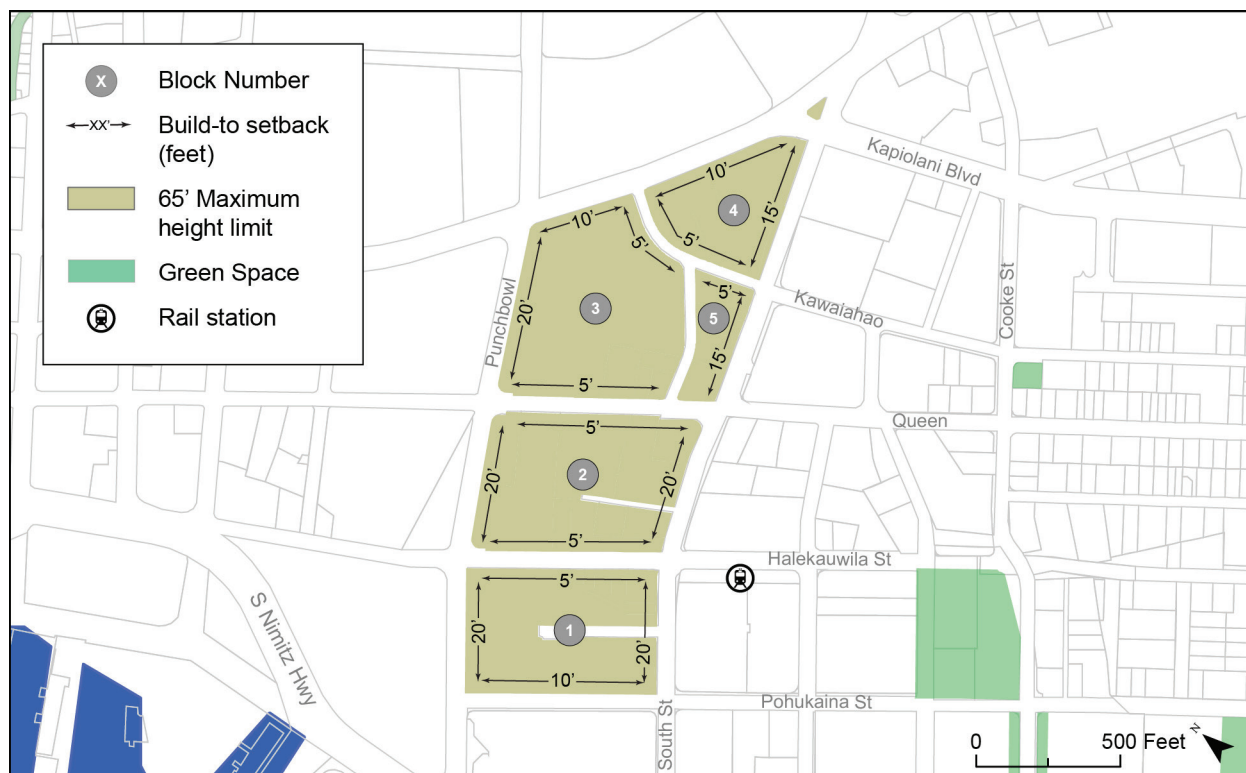 X
Block Number
XX'
Build-to setback
(feet)
65' Maximum
height limit
Green Space
Rail station
Kapiolani Blvd
10'
4
15'
5'
10'
5'
Punchbowl
20'
3
5'
5'
5
15'
Kawaiahao
Cooke St
Queen
5'
20'
2
20'
5'
Halekauwila St
5'
20'
1
20'
10'
S Nimitz Hwy
South St
Pohukaina St
0
500 Feet
N